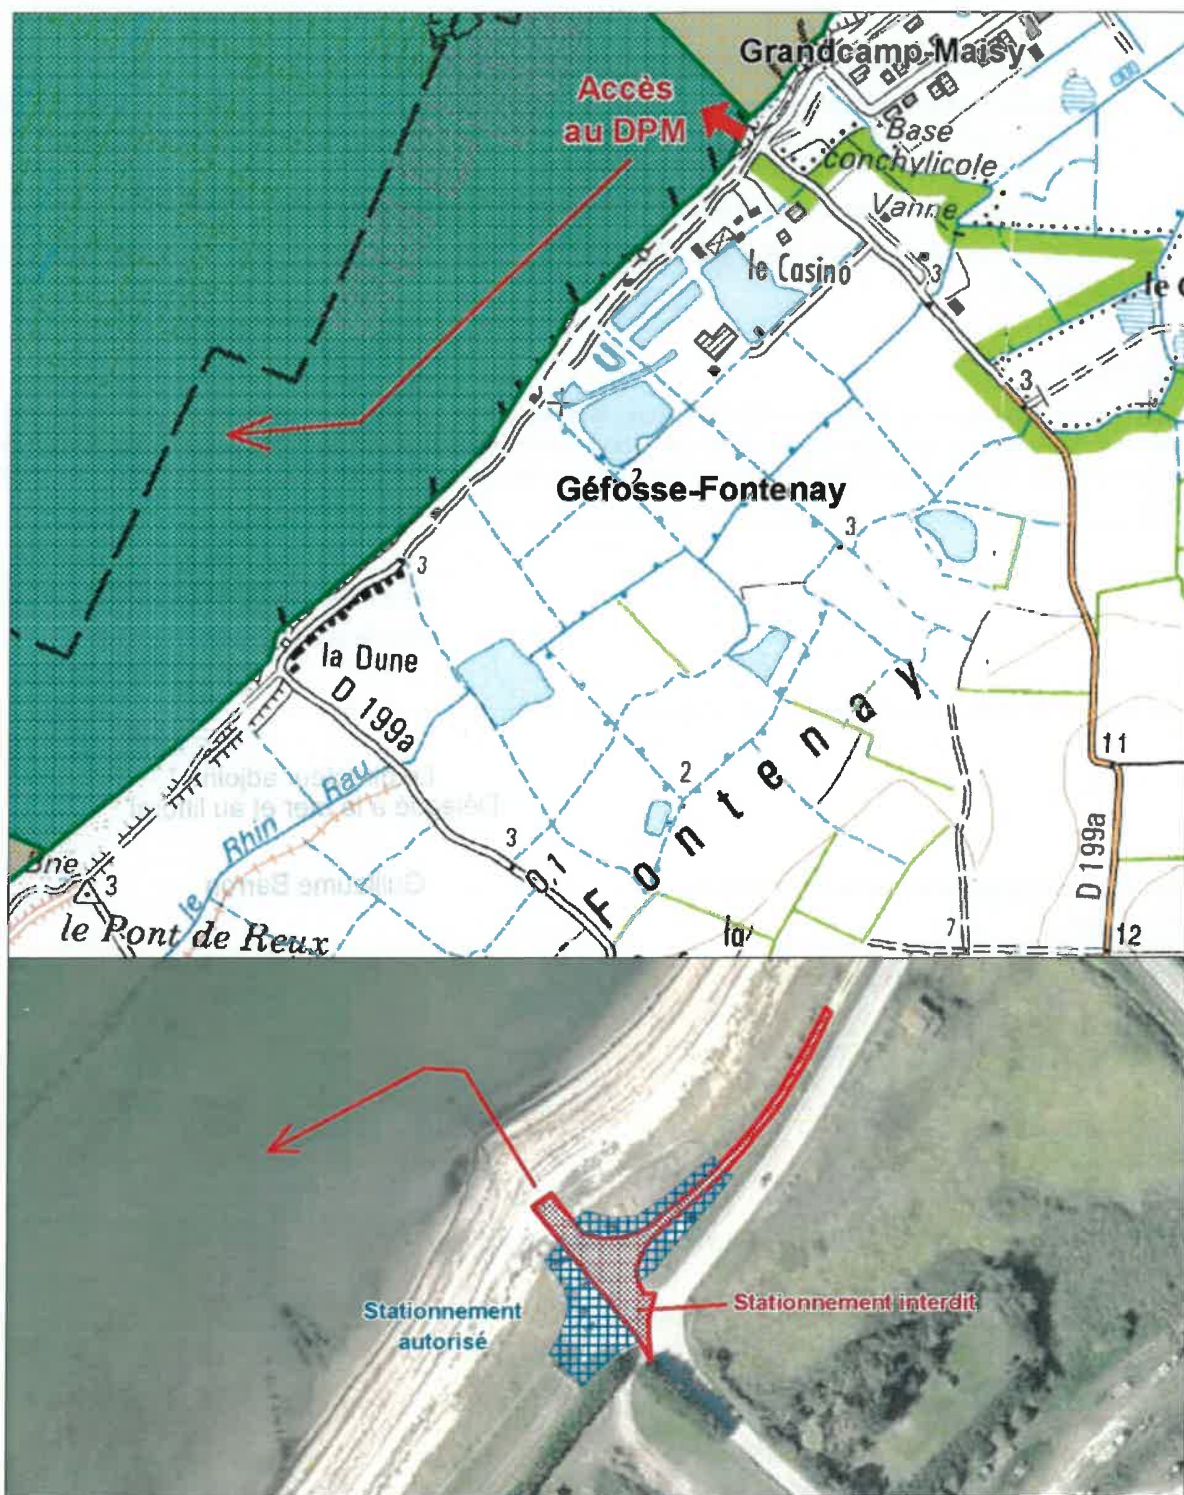 Grandcamp-Maisy
Accès
au DPM
Base
conchylicole
Vanne
le Casino
3
le
3
2
Géfosse-Fontenay
3
3
la Dune
D 199a
Fontenay
11
2
le Rhin Rau
3
D 199a
0,1
3
le Pont de Reux
la
7
12
Stationnement
autorisé
Stationnement interdit